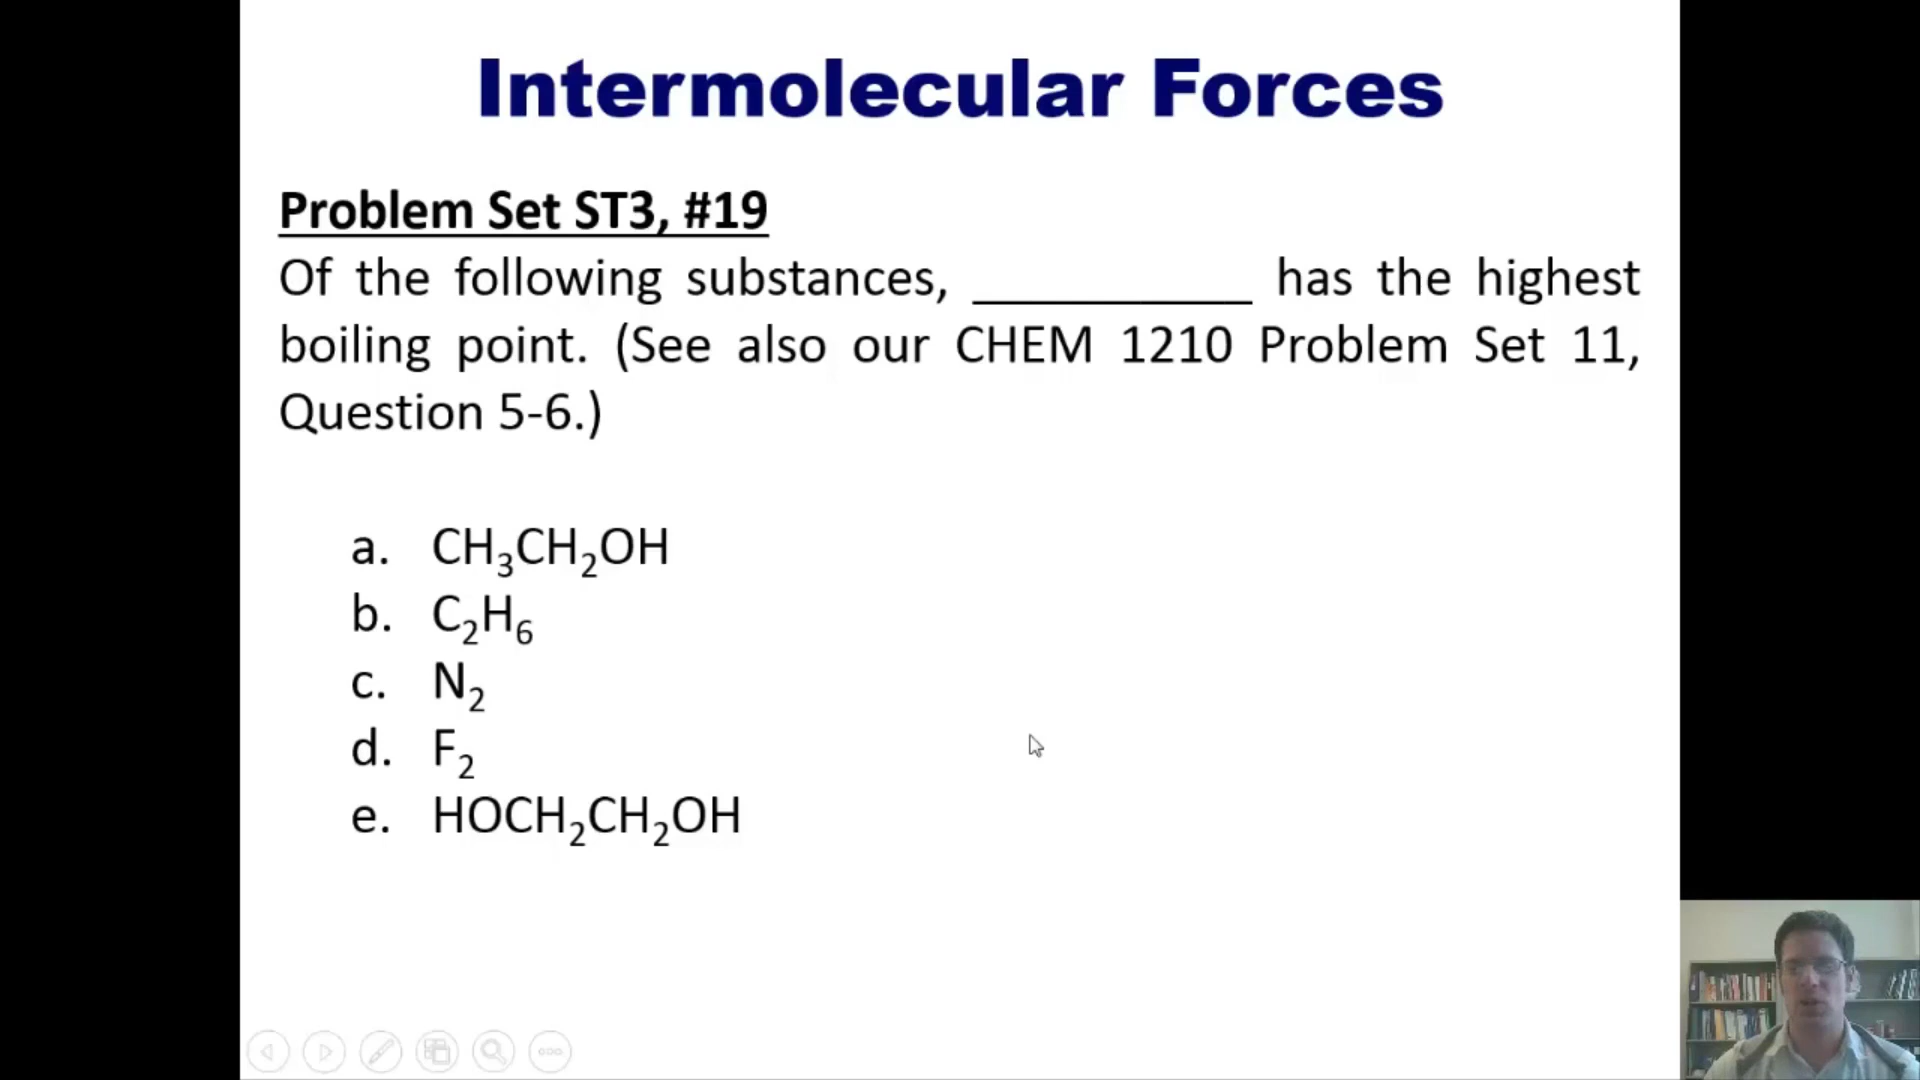 Intermolecular Forces
Problem Set ST3, #19
Of the following substances, ___________ has the highest
boiling point. (See also our CHEM 1210 Problem Set 11,
Question 5-6.)
a. CH₃CH₂OH
b. C₂H₆
c. N₂
d. F₂
e. HOCH₂CH₂OH